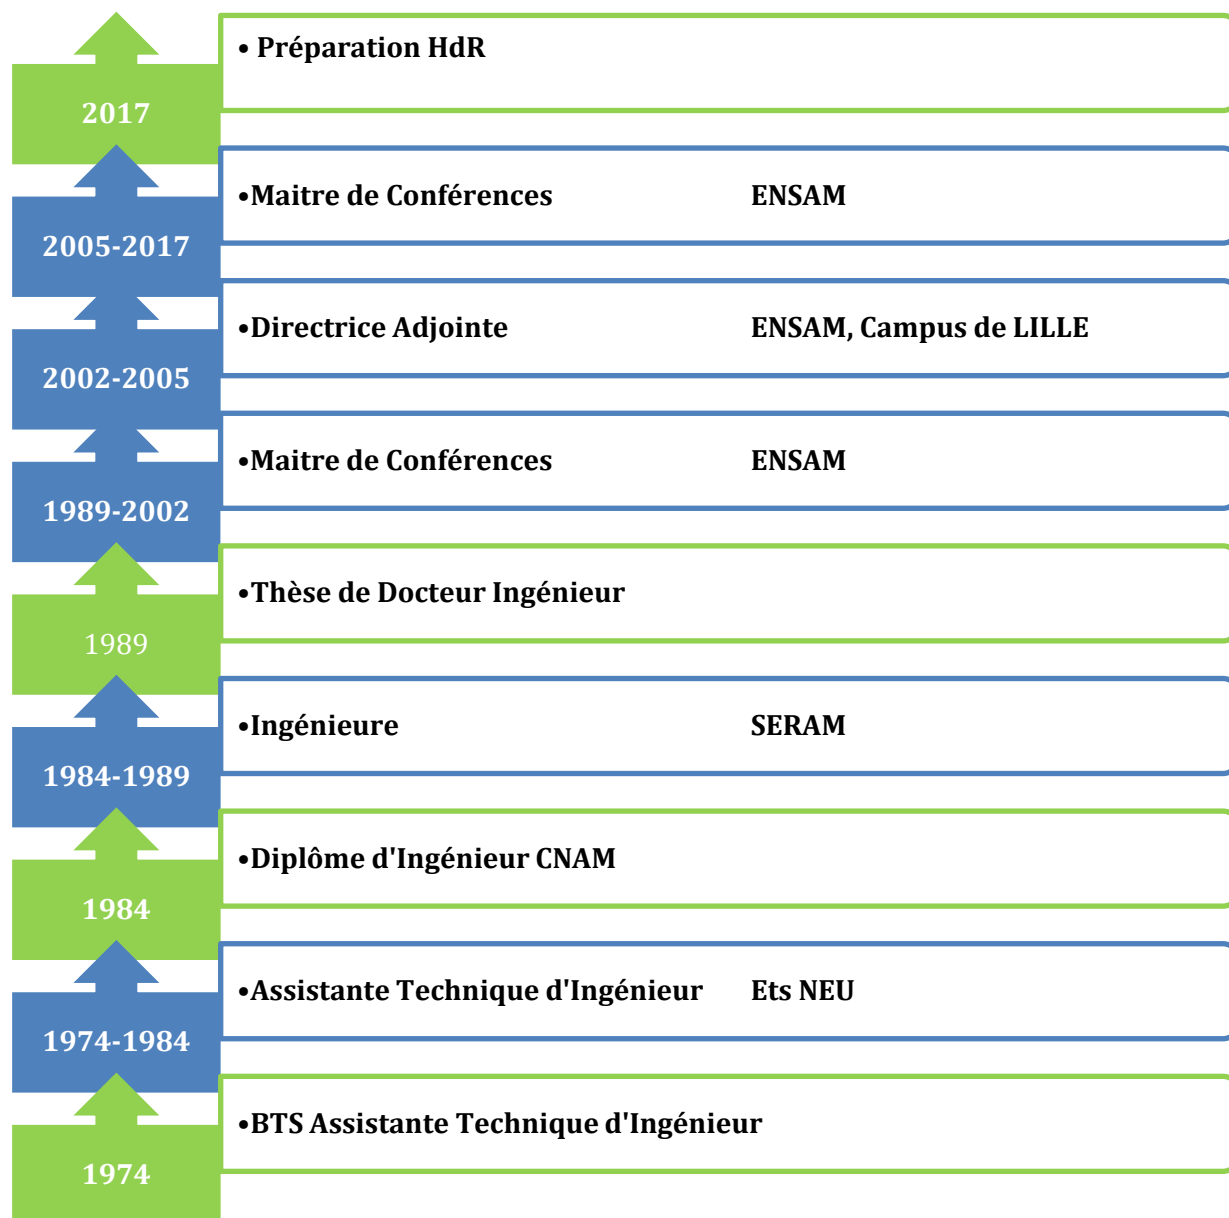 • Préparation HdR
2017
•Maitre de Conférences ENSAM
2005-2017
•Directrice Adjointe ENSAM, Campus de LILLE
2002-2005
•Maitre de Conférences ENSAM
1989-2002
•Thèse de Docteur Ingénieur
1989
•Ingénieure SERAM
1984-1989
•Diplôme d'Ingénieur CNAM
1984
•Assistante Technique d'Ingénieur Ets NEU
1974-1984
•BTS Assistante Technique d'Ingénieur
1974